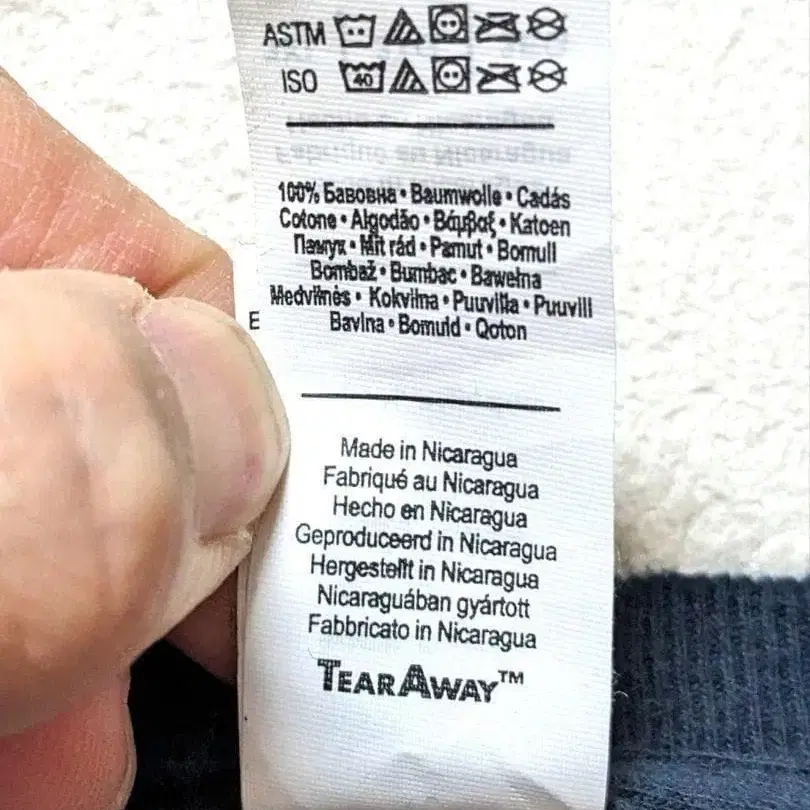 ASTM
ISO 40
100% Бавовна • Baumwolle • Cadás
Cotone • Algodão • Βάμβαξ • Katoen
Памук • Mit rád • Pamut • Bomull
Bombaž • Bumbac • Bawełna
Medvilnės • Kokvilna • Puuvilla • Puuvill
Bavlna • Bomuld • Qoton
E
Made in Nicaragua
Fabriqué au Nicaragua
Hecho en Nicaragua
Geproduceerd in Nicaragua
Hergestellt in Nicaragua
Nicaraguában gyártott
Fabbricato in Nicaragua
TEARAWAY™